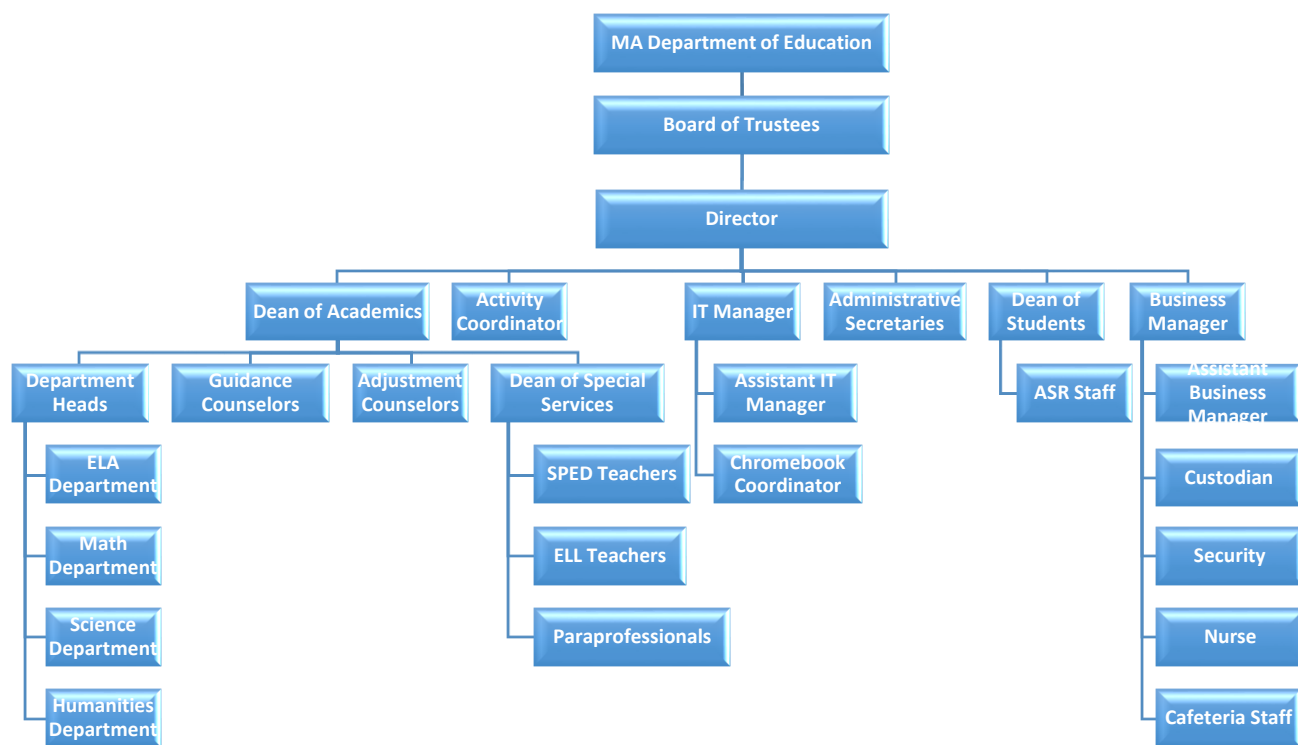 MA Department of Education
Board of Trustees
Director
Dean of Academics
Activity
Coordinator
IT Manager
Administrative
Secretaries
Dean of
Students
Business
Manager
Department
Heads
Guidance
Counselors
Adjustment
Counselors
Dean of Special
Services
Assistant IT
Manager
ASR Staff
Assistant
Business
Manager
ELA
Department
SPED Teachers
Chromebook
Coordinator
Custodian
Math
Department
ELL Teachers
Security
Science
Department
Paraprofessionals
Nurse
Humanities
Department
Cafeteria Staff